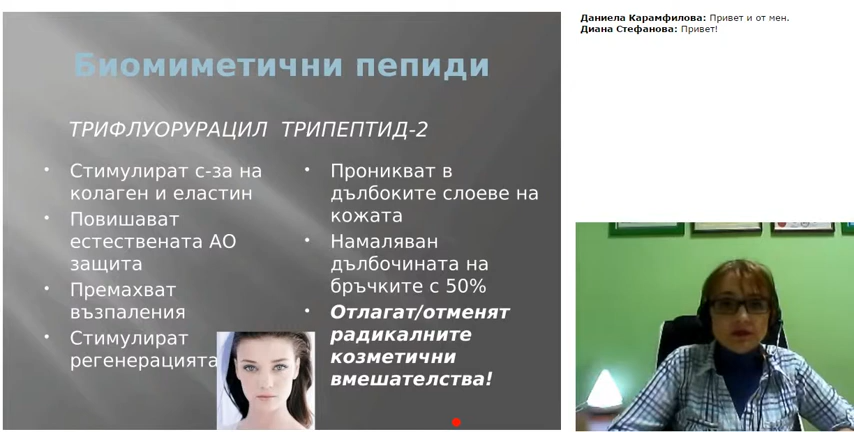 Биомиметични пепиди
ТРИФЛУОРУРАЦИЛ ТРИПЕПТИД-2
• Стимулират с-за на
колаген и еластин
• Повишават
естествената АО
защита
• Премахват
възпаления
• Стимулират
регенерацията
• Проникват в
дълбоките слоеве на
кожата
• Намаляван
дълбочината на
бръчките с 50%
• Отлагат/отменят
радикалните
козметични
вмешателства!
Даниела Карамфилова: Привет и от мен.
Диана Стефанова: Привет!